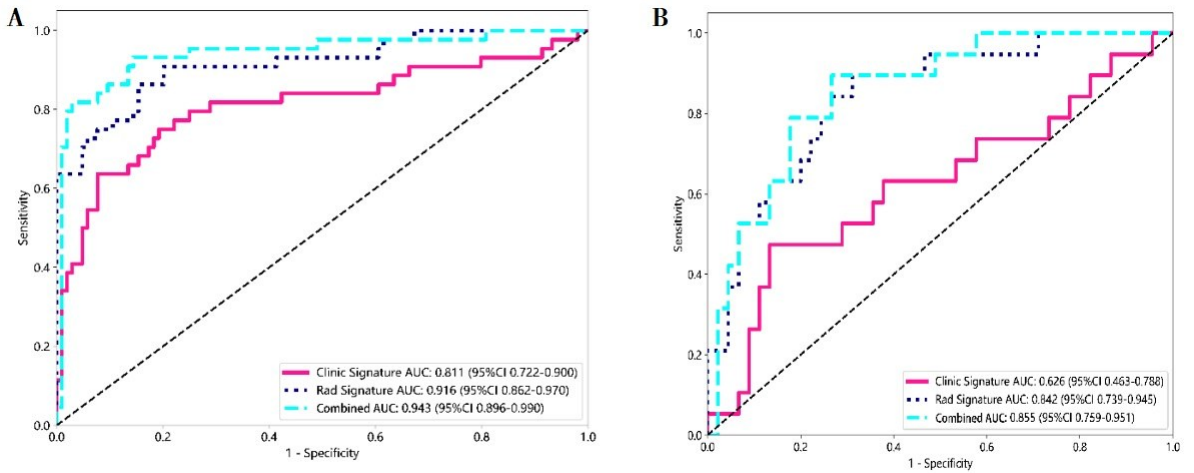 A
1.0
0.8
0.6
0.4
0.2
0.0
Sensitivity
0.0 0.2 0.4 0.6 0.8 1.0
1 - Specificity
Clinic Signature AUC: 0.811 (95%CI 0.722-0.900)
Rad Signature AUC: 0.916 (95%CI 0.862-0.970)
Combined AUC: 0.943 (95%CI 0.896-0.990)
B
1.0
0.8
0.6
0.4
0.2
0.0
Sensitivity
0.0 0.2 0.4 0.6 0.8 1.0
1 - Specificity
Clinic Signature AUC: 0.626 (95%CI 0.463-0.788)
Rad Signature AUC: 0.842 (95%CI 0.739-0.945)
Combined AUC: 0.855 (95%CI 0.759-0.951)